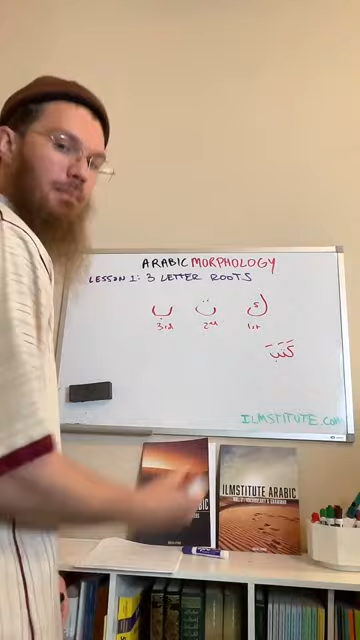 ARABIC MORPHOLOGY
LESSON 1: 3 LETTER ROOTS
ك ت ب
1st 2nd 3rd
كَتَبَ
ILMSTITUTE.COM
ILMSTITUTE ARABIC